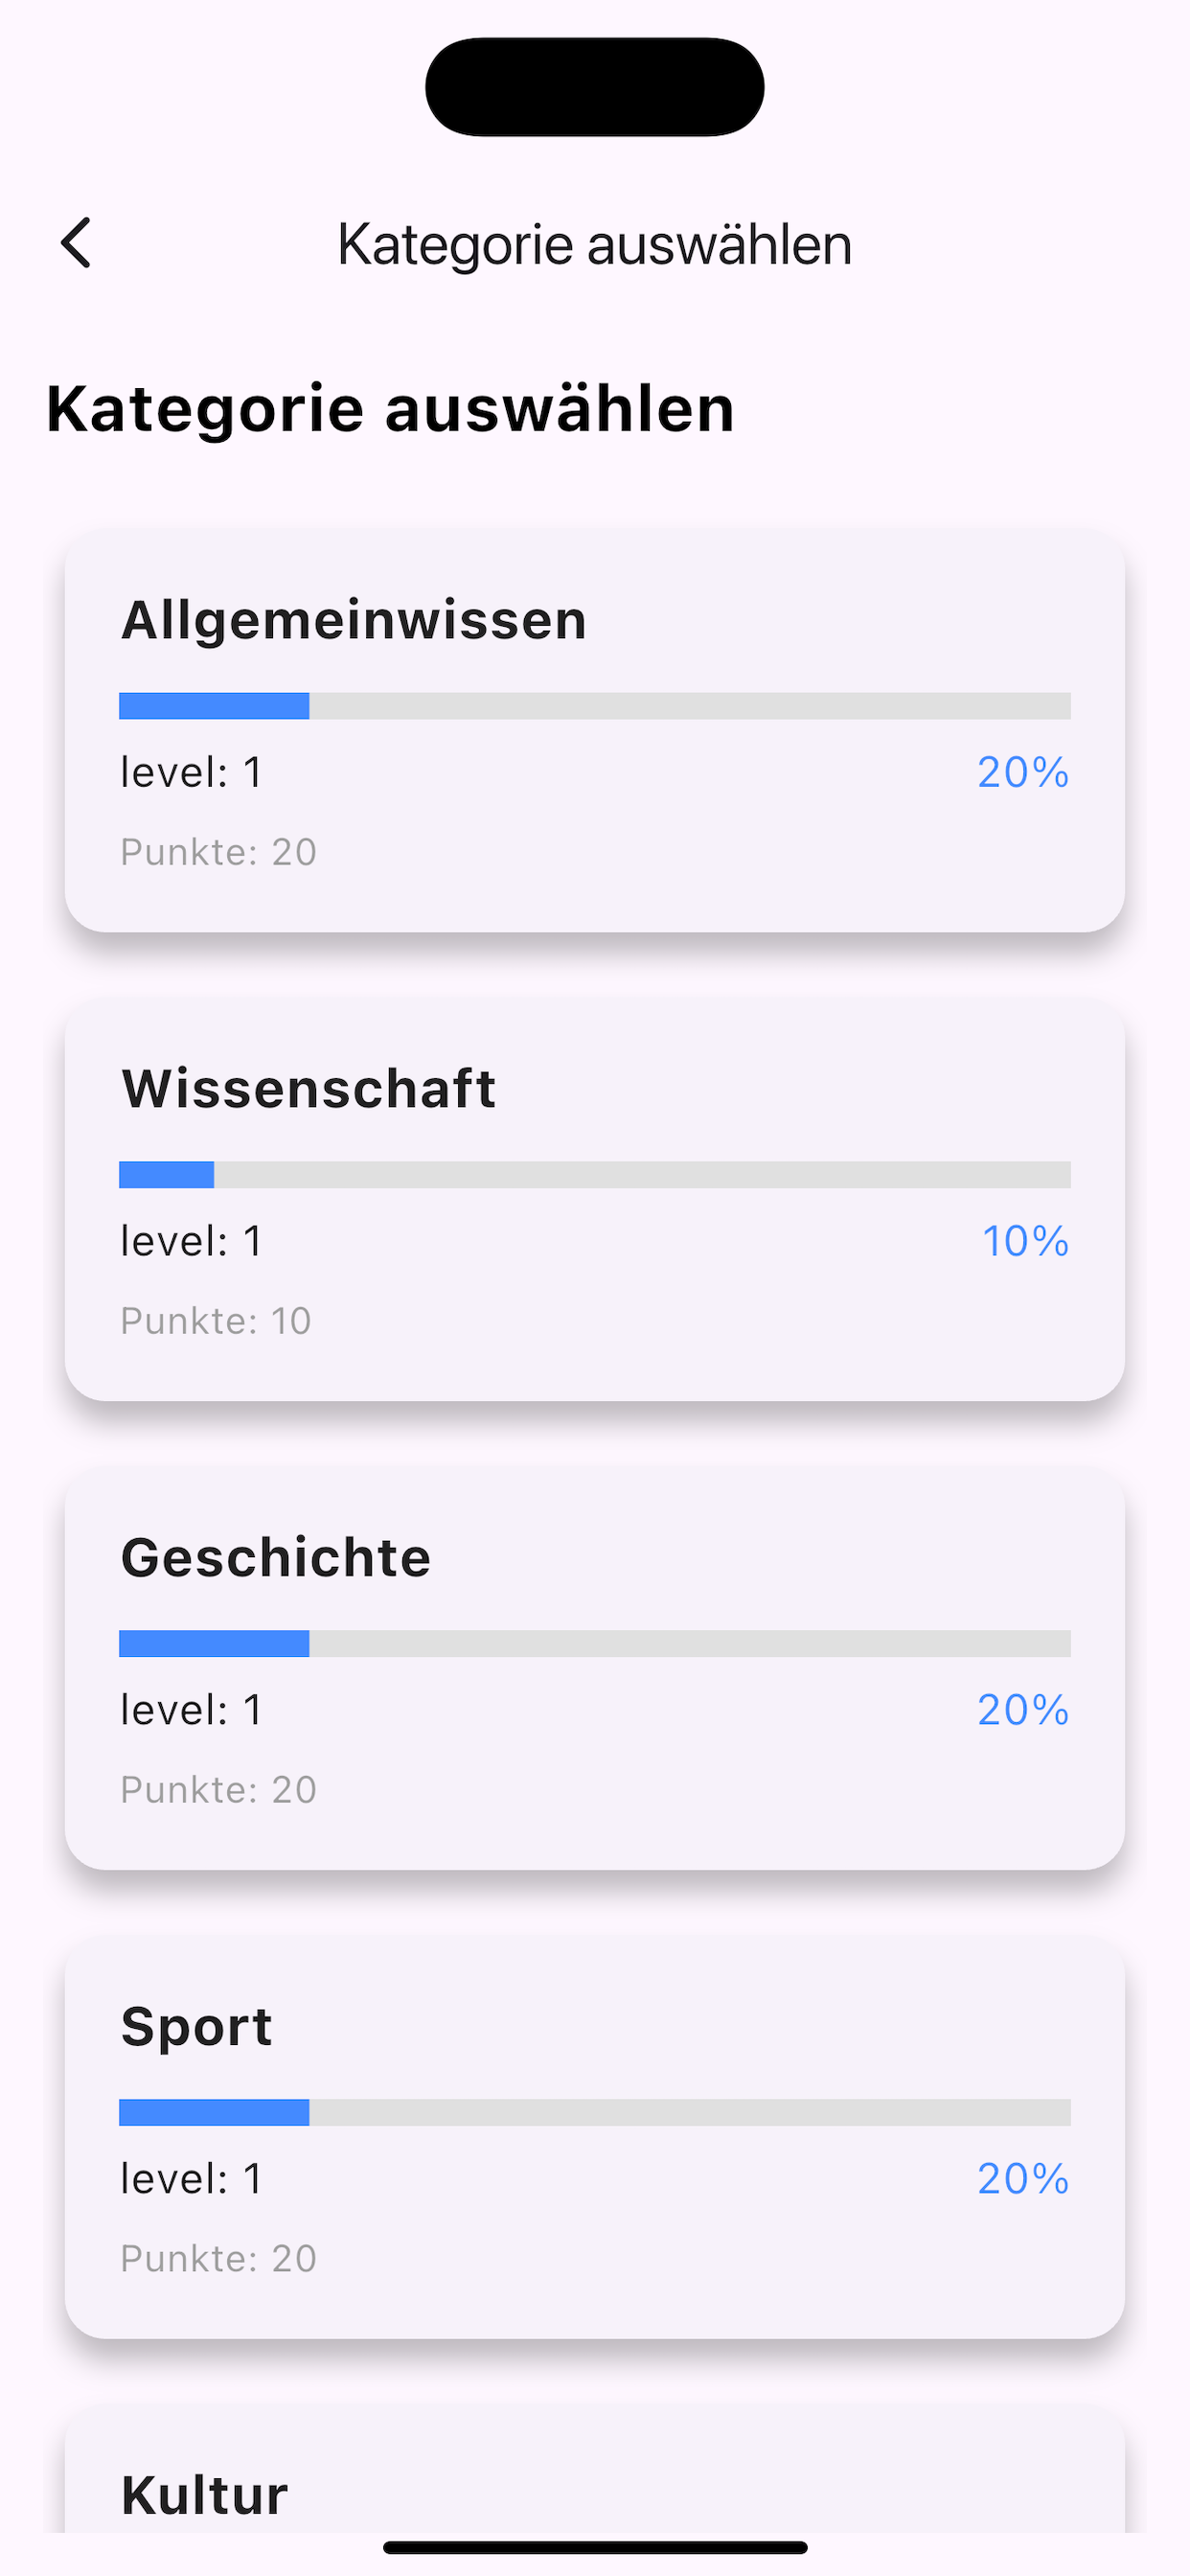 Kategorie auswählen
Kategorie auswählen
Allgemeinwissen
level: 1 20%
Punkte: 20
Wissenschaft
level: 1 10%
Punkte: 10
Geschichte
level: 1 20%
Punkte: 20
Sport
level: 1 20%
Punkte: 20
Kultur